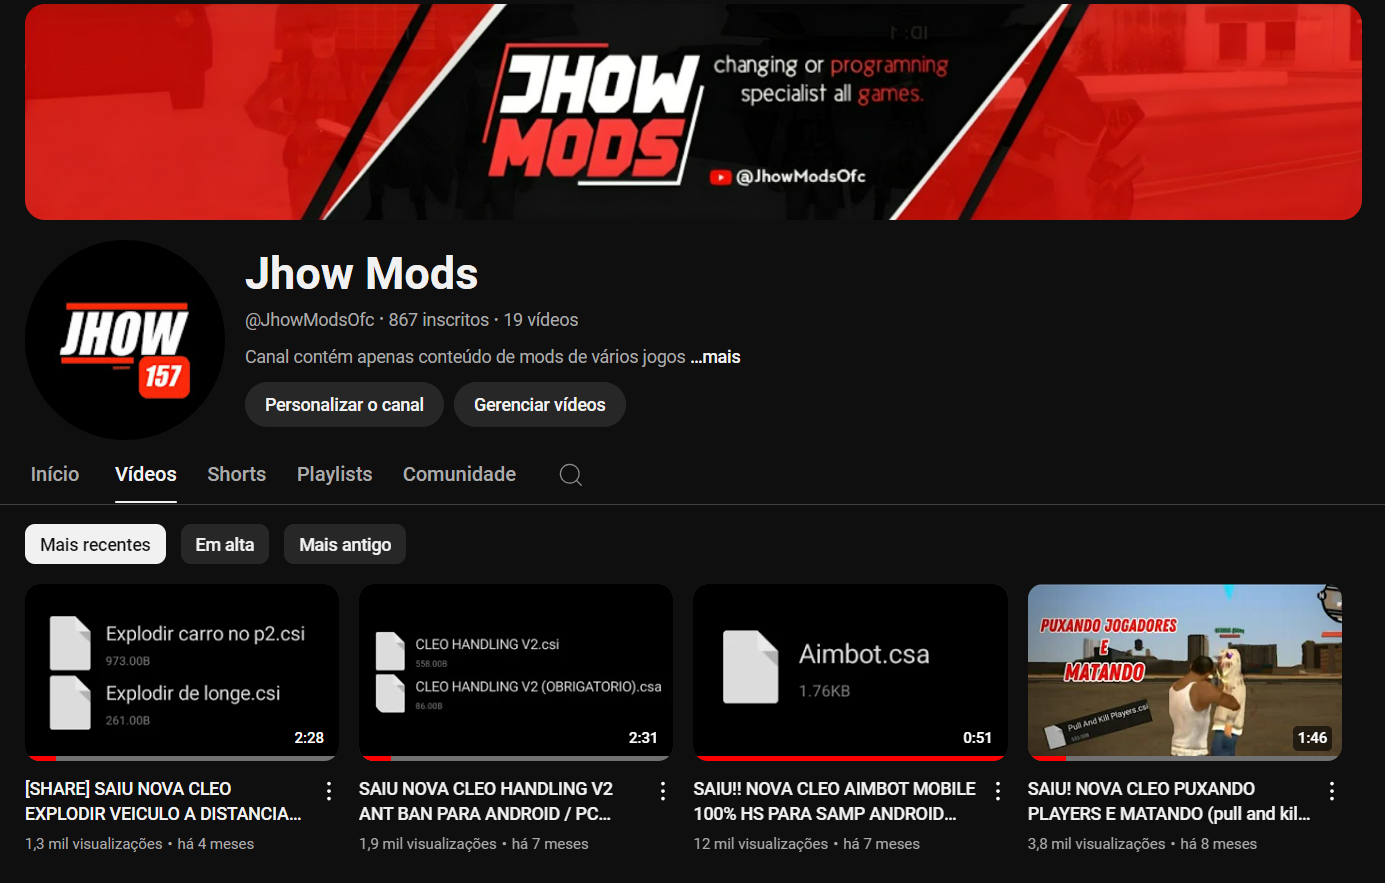 ID: 1
JHOW
MODS
changing or programning
specialist all games.
@JhowModsOfc
JHOW
157
Jhow Mods
@JhowModsOfc · 867 inscritos · 19 vídeos
Canal contém apenas conteúdo de mods de vários jogos ...mais
Personalizar o canal
Gerenciar vídeos
Início
Vídeos
Shorts
Playlists
Comunidade
Mais recentes
Em alta
Mais antigo
Explodir carro no p2.csi
973.00B
Explodir de longe.csi
261.00B
2:28
CLEO HANDLING V2.csi
558.00B
CLEO HANDLING V2 (OBRIGATORIO).csa
86.00B
2:31
Aimbot.csa
1.76KB
0:51
PUXANDO JOGADORES
E
MATANDO
Pull And Kill Players.csi
1:46
[SHARE] SAIU NOVA CLEO
EXPLODIR VEICULO A DISTANCIA...
1,3 mil visualizações • há 4 meses
SAIU NOVA CLEO HANDLING V2
ANT BAN PARA ANDROID / PC...
1,9 mil visualizações • há 7 meses
SAIU!! NOVA CLEO AIMBOT MOBILE
100% HS PARA SAMP ANDROID...
12 mil visualizações • há 7 meses
SAIU! NOVA CLEO PUXANDO
PLAYERS E MATANDO (pull and kil...
3,8 mil visualizações • há 8 meses